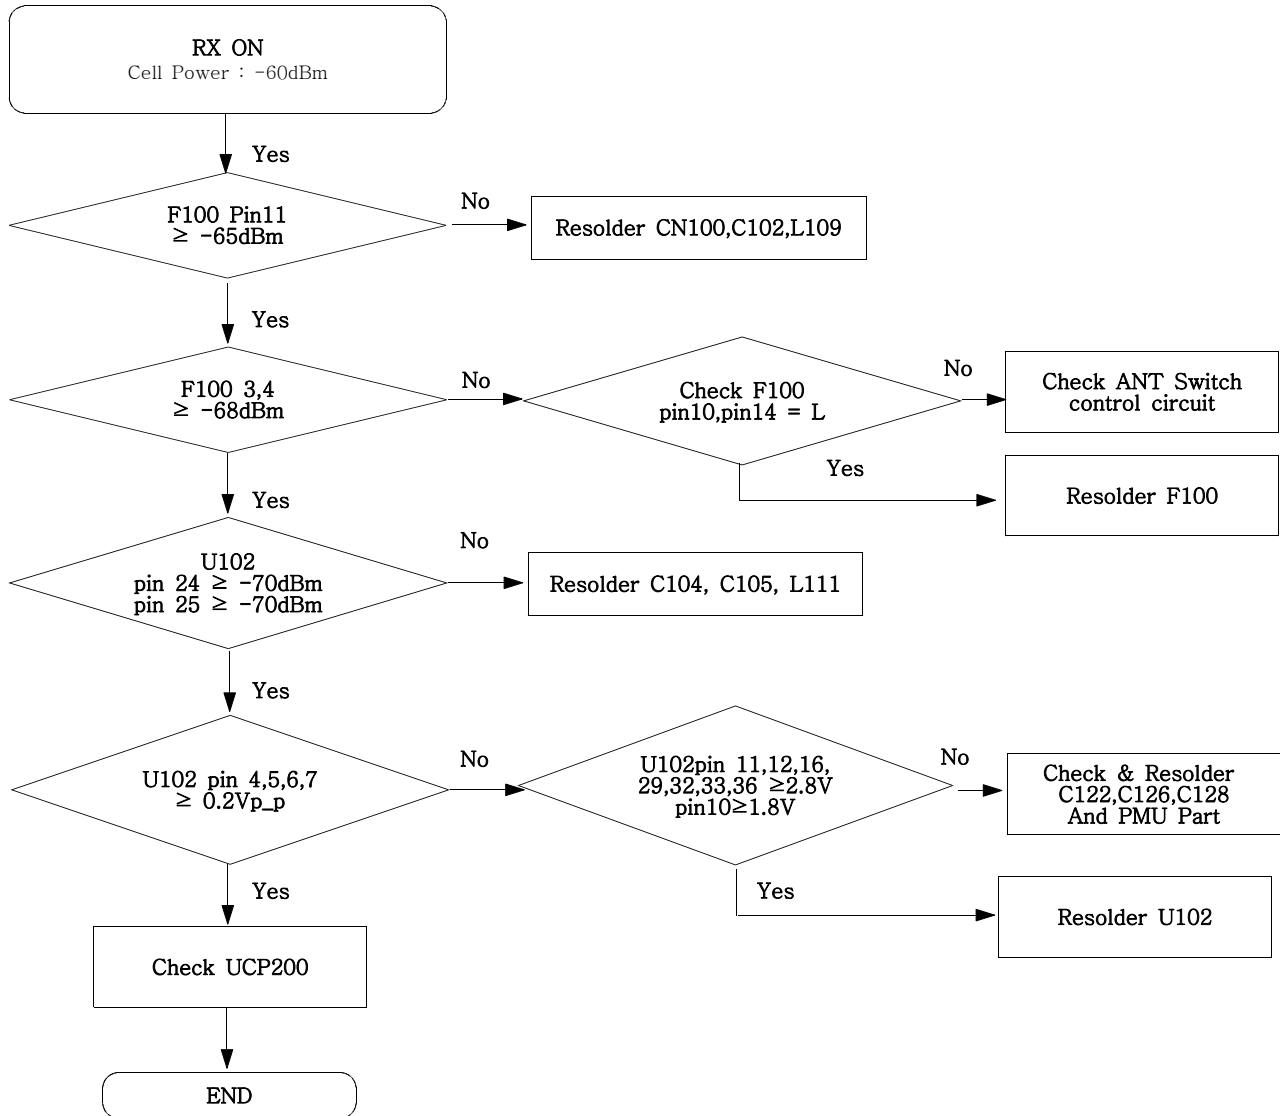 RX ON
Cell Power : -60dBm
Yes
F100 Pin11
≥ -65dBm
No
Resolder CN100,C102,L109
Yes
F100 3,4
≥ -68dBm
No
Check F100
pin10,pin14 = L
No
Check ANT Switch
control circuit
Yes
Resolder F100
Yes
U102
pin 24 ≥ -70dBm
pin 25 ≥ -70dBm
No
Resolder C104, C105, L111
Yes
U102 pin 4,5,6,7
≥ 0.2Vp_p
No
U102pin 11,12,16,
29,32,33,36 ≥2.8V
pin10≥1.8V
No
Check & Resolder
C122,C126,C128
And PMU Part
Yes
Resolder U102
Yes
Check UCP200
END